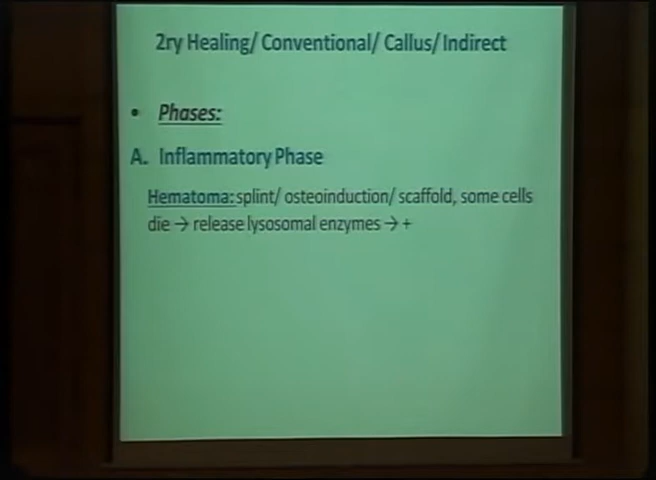 2ry Healing/ Conventional/ Callus/ Indirect
• Phases:
A. Inflammatory Phase
Hematoma: splint/ osteoinduction/ scaffold, some cells
die → release lysosomal enzymes → +